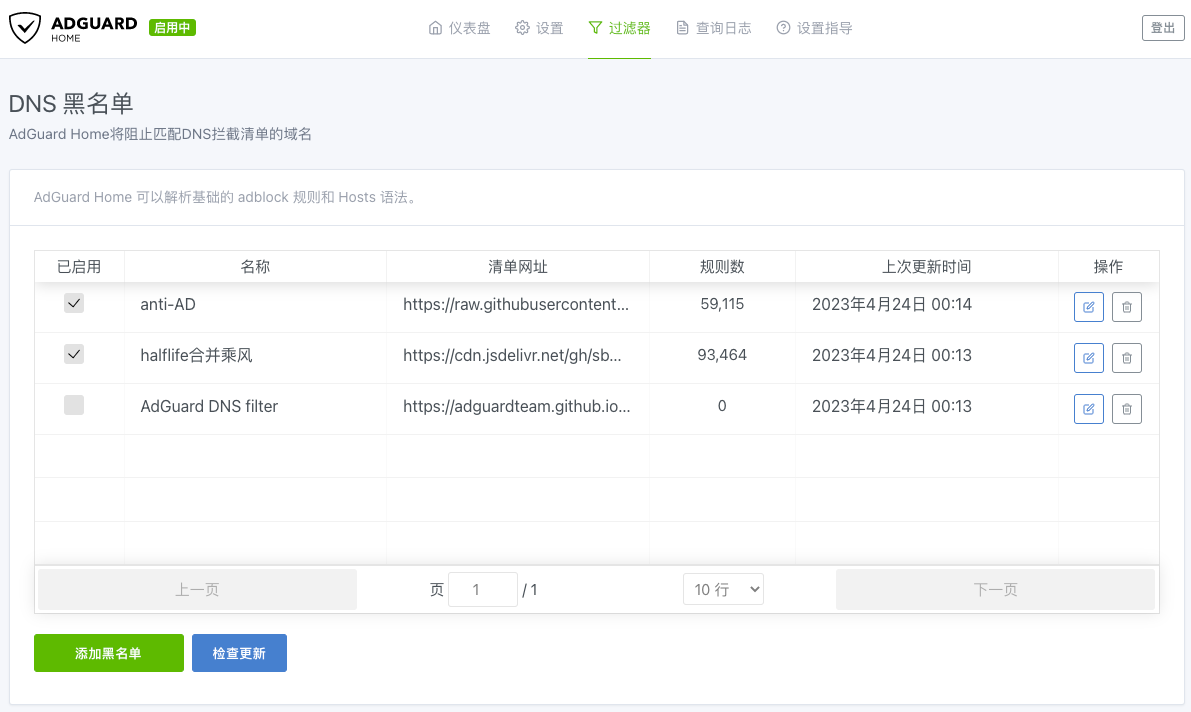 ADGUARD HOME 启用中 仪表盘 设置 过滤器 查询日志 设置指导 登出
DNS 黑名单
AdGuard Home将阻止匹配DNS拦截清单的域名
AdGuard Home 可以解析基础的 adblock 规则和 Hosts 语法。
已启用 名称 清单网址 规则数 上次更新时间 操作
anti-AD https://raw.githubusercontent... 59,115 2023年4月24日 00:14
halflife合并乘风 https://cdn.jsdelivr.net/gh/sb... 93,464 2023年4月24日 00:13
AdGuard DNS filter https://adguardteam.github.io... 0 2023年4月24日 00:13
上一页 页 1 / 1 10 行 下一页
添加黑名单 检查更新